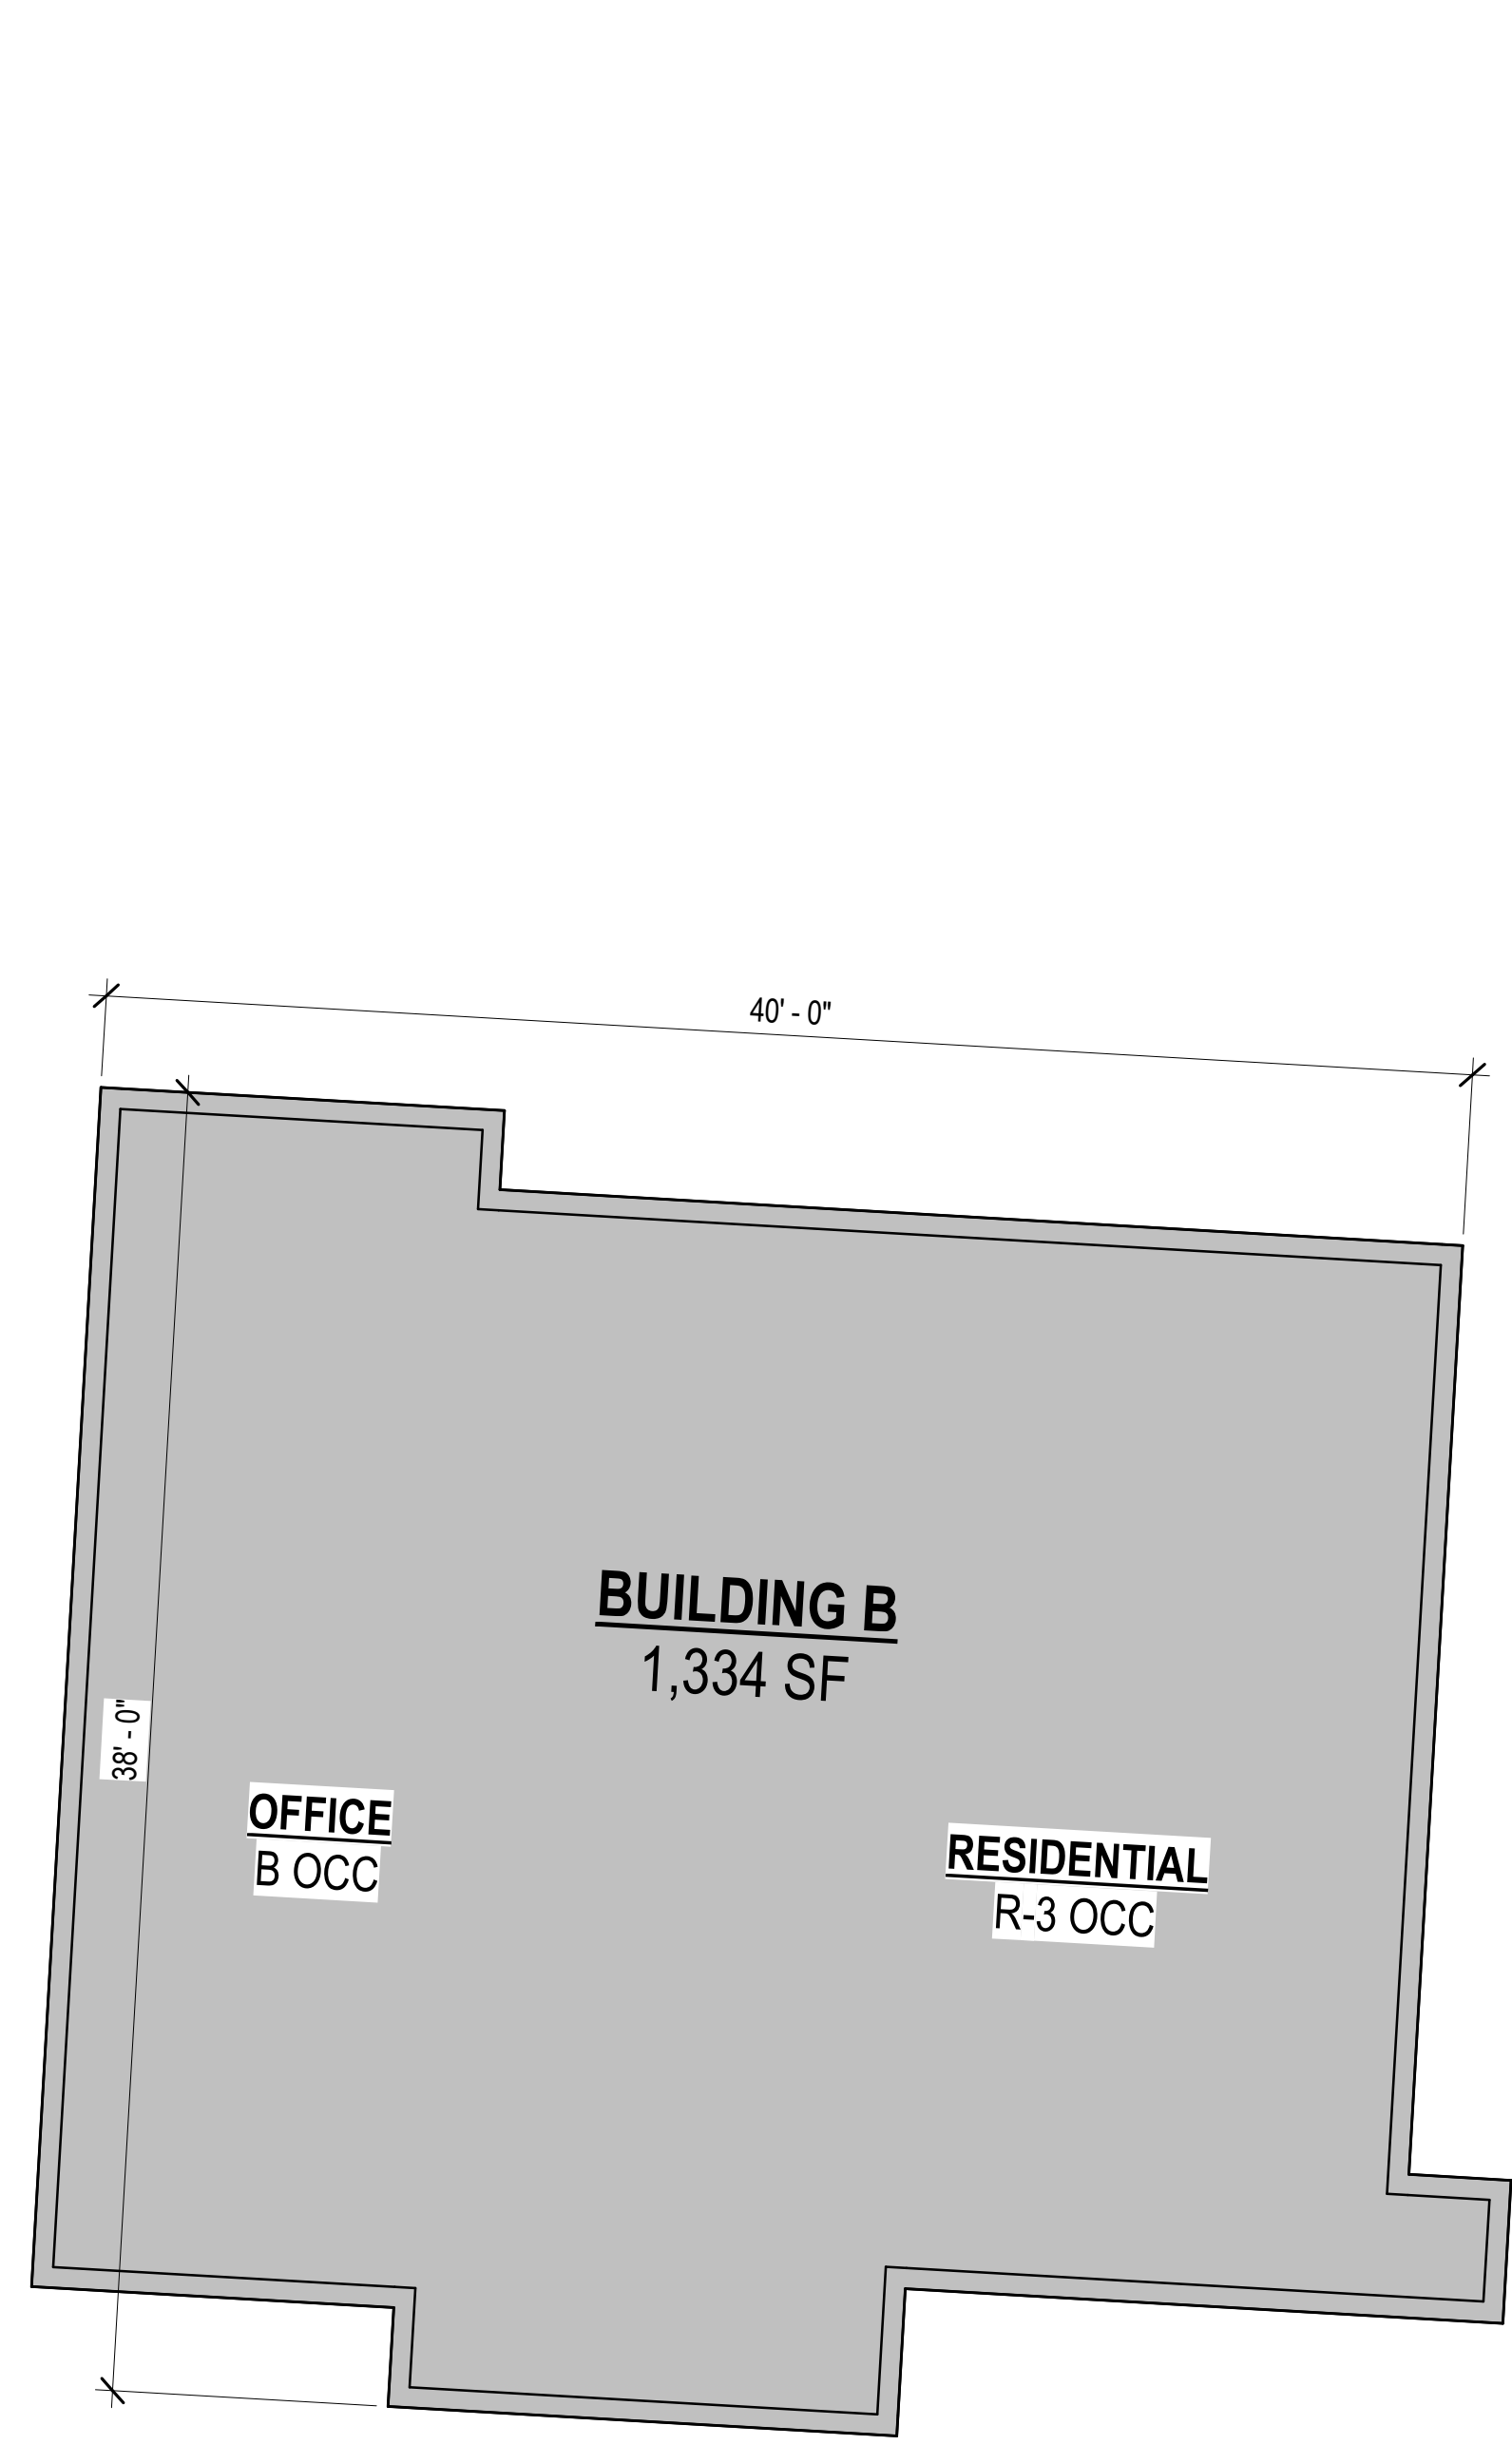 40' - 0"
BUILDING B
1,334 SF
38' - 0"
OFFICE
B OCC
RESIDENTIAL
R-3 OCC